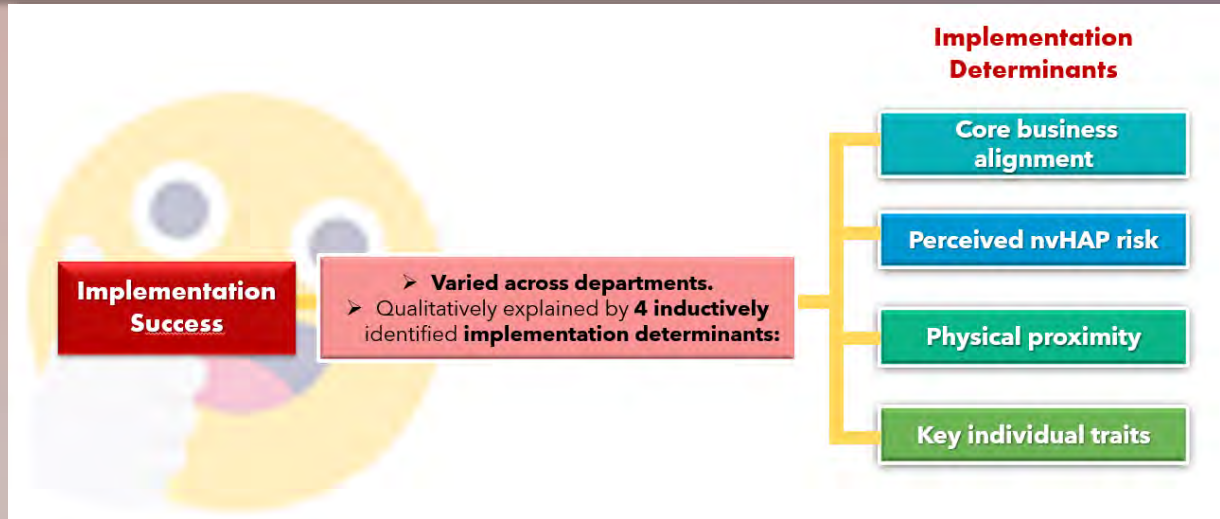 Implementation
Determinants
Core business
alignment
Perceived nvHAP risk
Implementation
Success
➢ Varied across departments.
➢ Qualitatively explained by 4 inductively
identified implementation determinants:
Physical proximity
Key individual traits